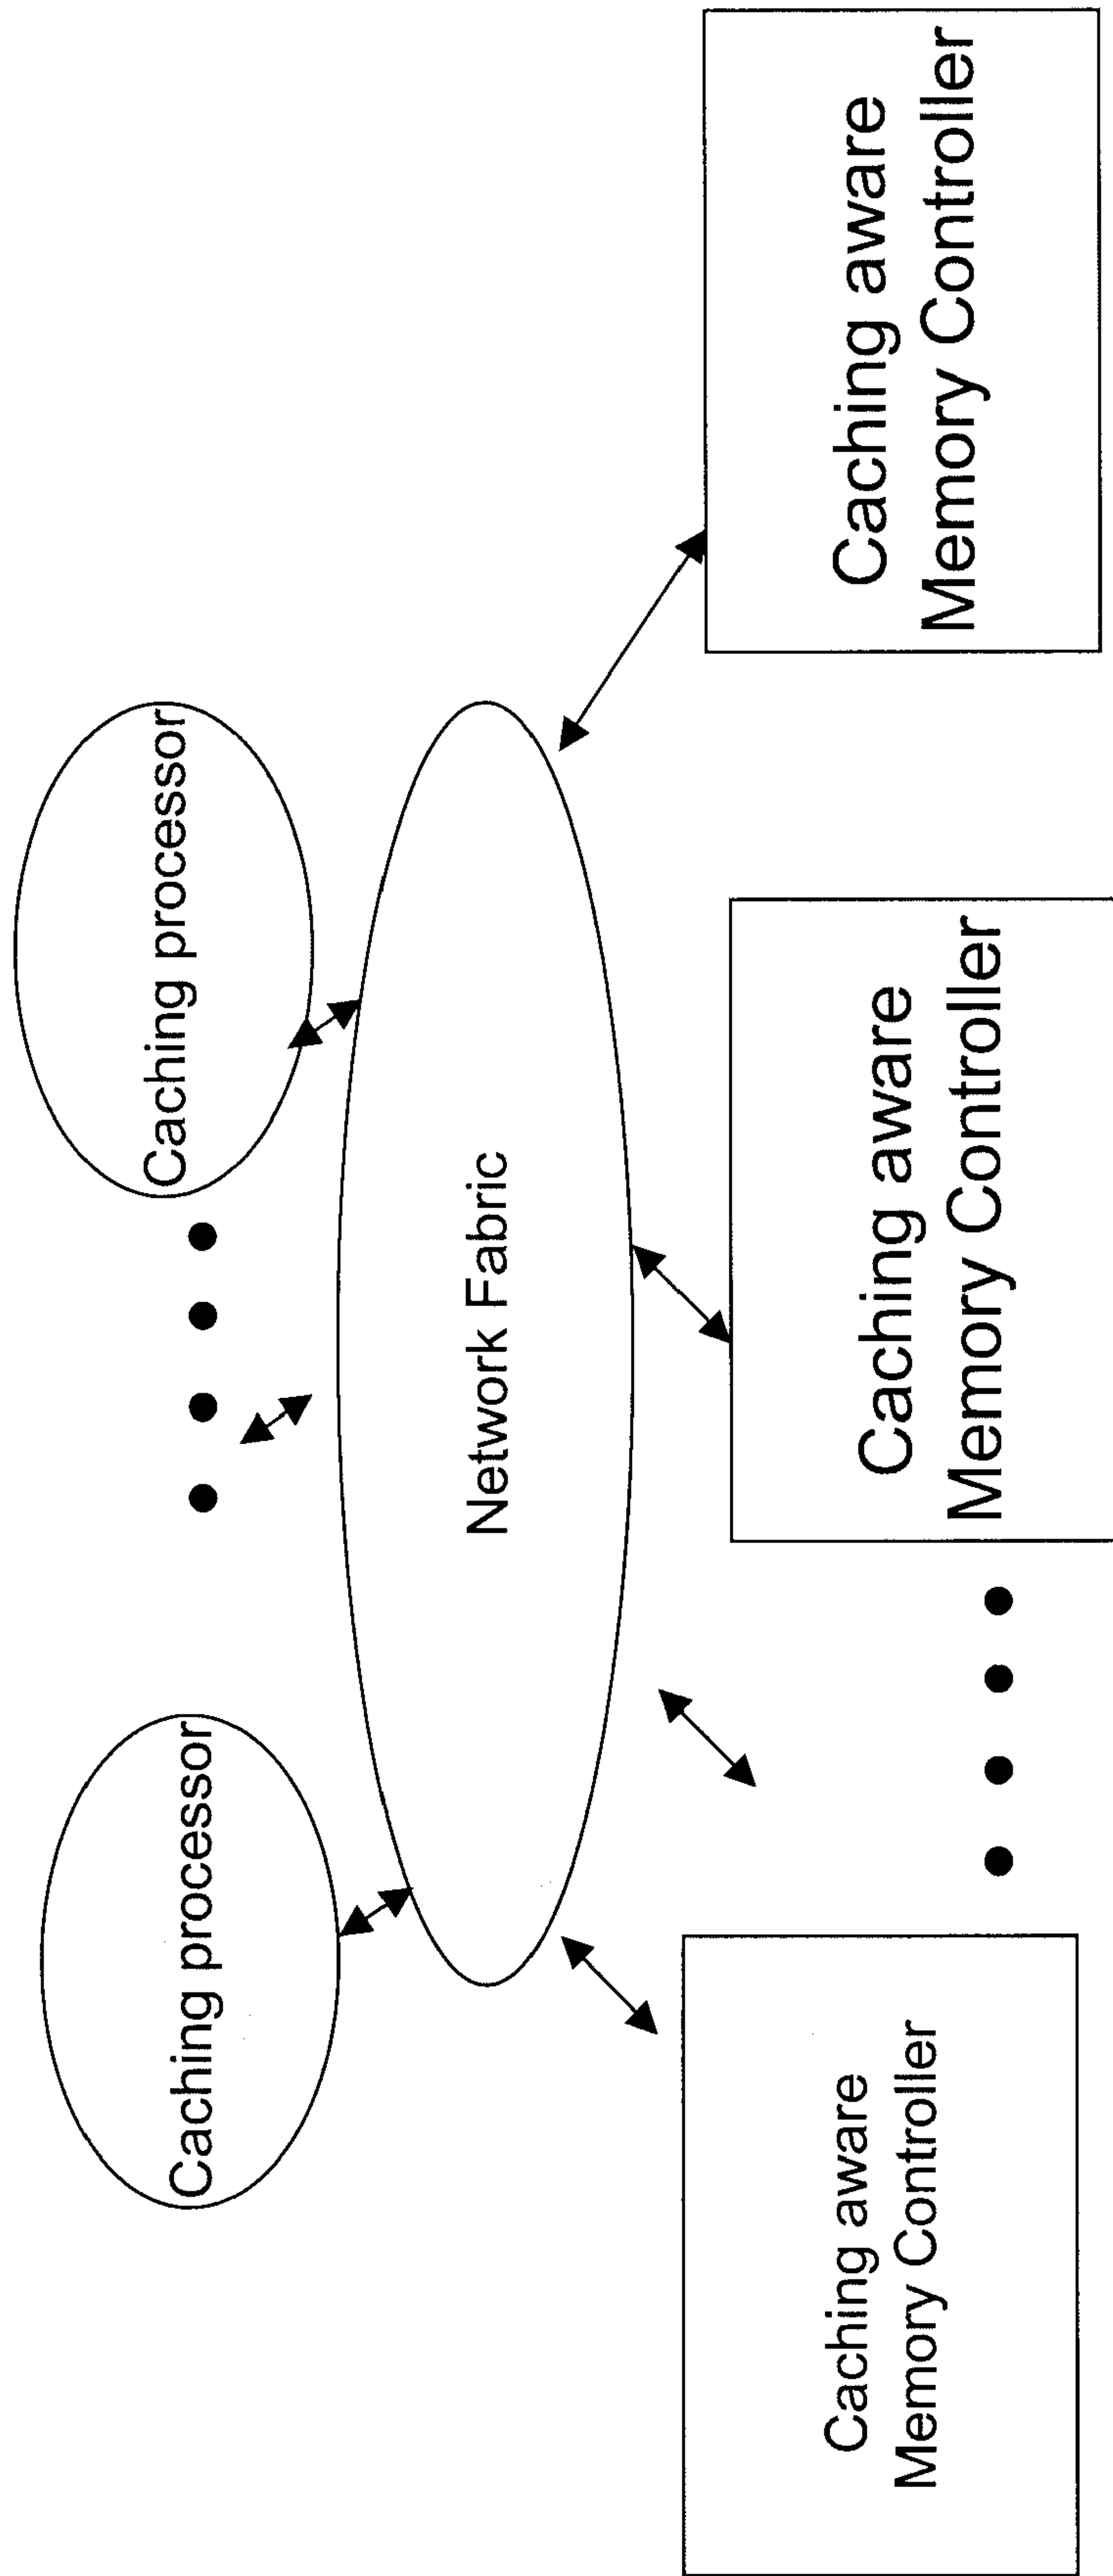 Caching processor
Caching processor
Network Fabric
Caching aware
Memory Controller
Caching aware
Memory Controller
Caching aware
Memory Controller